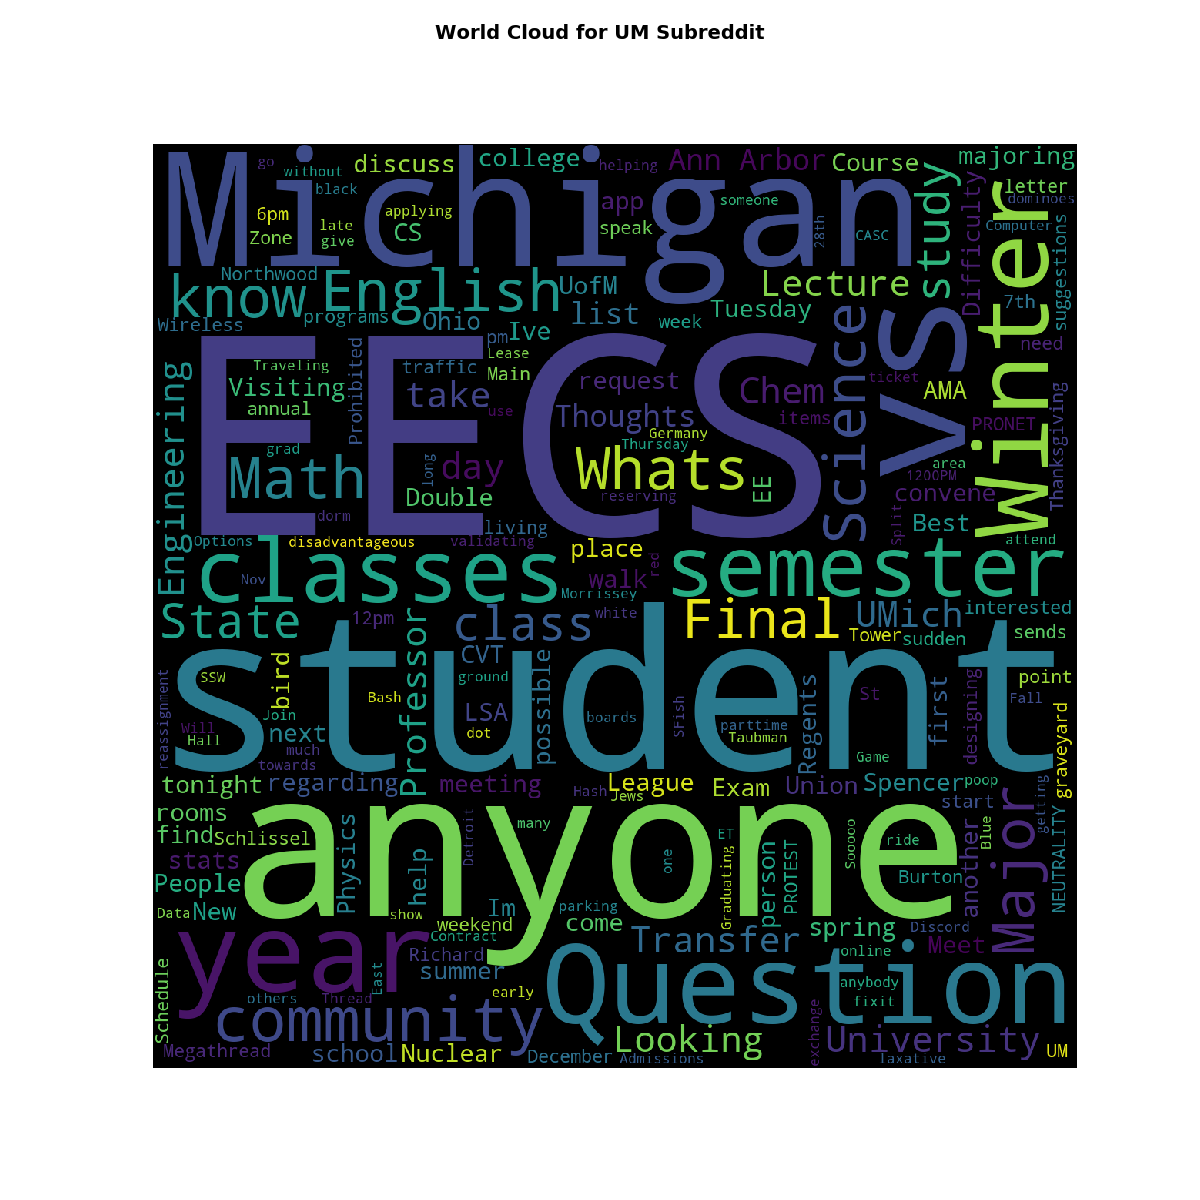 World Cloud for UM Subreddit
Michigan
go
without
black
discuss
college
helping
Ann Arbor
Course
majoring
6pm
Zone
late
give
applying
CS
app
speak
someone
28th
CASC
study
Difficulty
letter
dominoes
Computer
suggestions
Winter
know
Northwood
English
UofM
list
Lecture
Tuesday
7th
Wireless
programs
Ohio
Ive
week
Science
vs
need
EECS
pm
Lease
Main
Traveling
Visiting
annual
Prohibited
traffic
take
use
request
Thoughts
Chem
items
ticket
AMA
PRONET
Thanksgiving
Engineering
grad
Math
long
day
Double
Germany
Thursday
Whats
reserving
EE
1200PM
area
convene
Split
Best
attend
dorm
living
Options
disadvantageous
validating
place
classes
Nov
walk
red
Morrissey
semester
State
12pm
Professor
class
white
Final
UMich
Tower
sudden
interested
sends
student
reassignment
SSW
bird
Join
Will
Hall
next
much
towards
CVT
ground
Bash
LSA
dot
possible
boards
SFish
parttime
Taubman
Regents
St
Game
first
designing
point
Fall
graveyard
tonight
regarding
meeting
Hash
League
Jews
Exam
Union
Spencer
poop
start
getting
rooms
find
Schlissel
stats
People
anyone
Physics
help
Detroit
many
one
ET
Graduating
person
PROTEST
Sooooo
ride
Burton
another
Blue
Major
NEUTRALITY
Data
New
show
weekend
Im
parking
come
spring
Discord
year
Contract
Richard
summer
East
Transfer
online
Meet
Schedule
others
Thread
early
Question
anybody
fixit
community
Looking
exchange
University
Megathread
school
Nuclear
December
Admissions
Taxative
UM